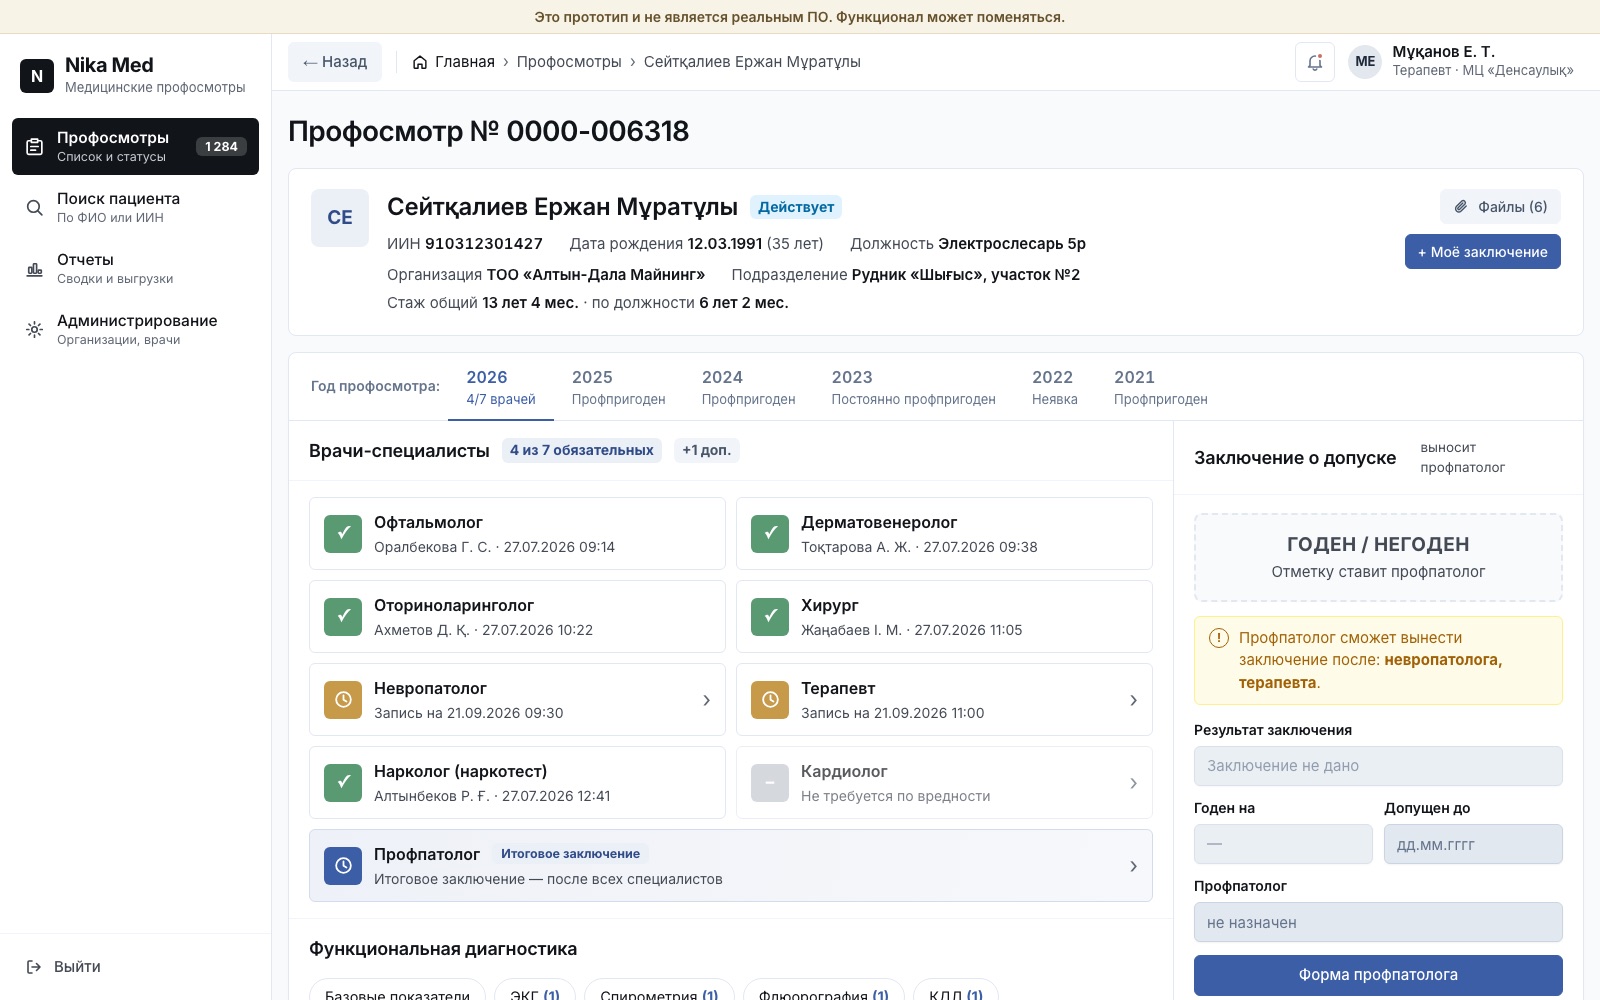 Это прототип и не является реальным ПО. Функционал может поменяться.
N
Nika Med
Медицинские профосмотры
Профосмотры
Список и статусы
1 284
Поиск пациента
По ФИО или ИИН
Отчеты
Сводки и выгрузки
Администрирование
Организации, врачи
Выйти
← Назад
Главная › Профосмотры › Сейтқалиев Ержан Мұратұлы
МЕ
Мұқанов Е. Т.
Терапевт · МЦ «Денсаулық»
Профосмотр № 0000-006318
СЕ
Сейтқалиев Ержан Мұратұлы
Действует
ИИН 910312301427 Дата рождения 12.03.1991 (35 лет) Должность Электрослесарь 5р
Организация ТОО «Алтын-Дала Майнинг» Подразделение Рудник «Шығыс», участок №2
Стаж общий 13 лет 4 мес. · по должности 6 лет 2 мес.
Файлы (6)
+ Моё заключение
Год профосмотра:
2026
4/7 врачей
2025
Профпригоден
2024
Профпригоден
2023
Постоянно профпригоден
2022
Неявка
2021
Профпригоден
Врачи-специалисты
4 из 7 обязательных
+1 доп.
Офтальмолог
Оралбекова Г. С. · 27.07.2026 09:14
Дерматовенеролог
Тоқтарова А. Ж. · 27.07.2026 09:38
Оториноларинголог
Ахметов Д. Қ. · 27.07.2026 10:22
Хирург
Жаңабаев І. М. · 27.07.2026 11:05
Невропатолог
Запись на 21.09.2026 09:30
Терапевт
Запись на 21.09.2026 11:00
Нарколог (наркотест)
Алтынбеков Р. Ғ. · 27.07.2026 12:41
Кардиолог
Не требуется по вредности
Профпатолог
Итоговое заключение
Итоговое заключение — после всех специалистов
Функциональная диагностика
Базовые показатели
ЭКГ (1)
Спирометрия (1)
Флюорография (1)
КДЛ (1)
Заключение о допуске
выносит
профпатолог
ГОДЕН / НЕГОДЕН
Отметку ставит профпатолог
Профпатолог сможет вынести
заключение после: невропатолога,
терапевта.
Результат заключения
Заключение не дано
Годен на
—
Допущен до
дд.мм.гггг
Профпатолог
не назначен
Форма профпатолога